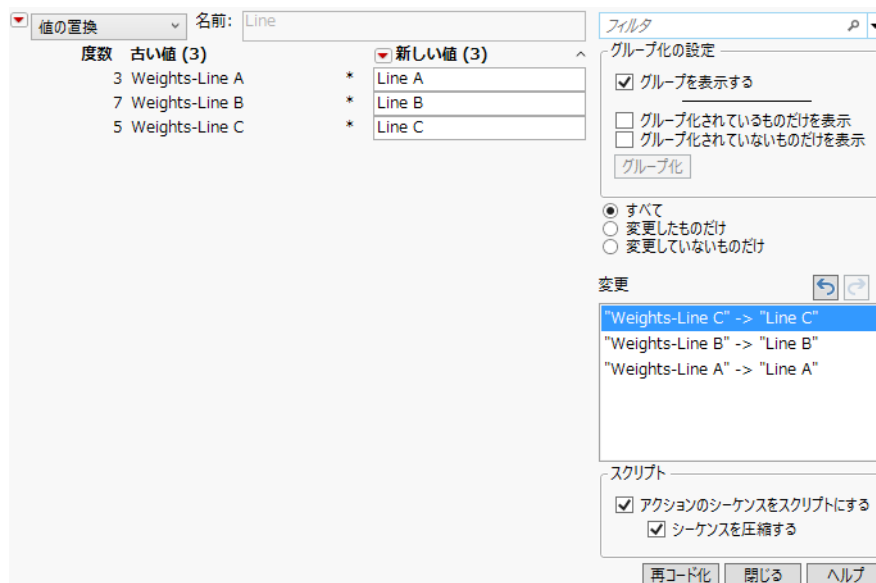 値の置換 名前: Line
度数 古い値 (3) 新しい値 (3)
3 Weights-Line A * Line A
7 Weights-Line B * Line B
5 Weights-Line C * Line C
フィルタ
グループ化の設定
グループを表示する
グループ化されているものだけを表示
グループ化されていないものだけを表示
グループ化
すべて
変更したものだけ
変更していないものだけ
変更
"Weights-Line C" -> "Line C"
"Weights-Line B" -> "Line B"
"Weights-Line A" -> "Line A"
スクリプト
アクションのシーケンスをスクリプトにする
シーケンスを圧縮する
再コード化 閉じる ヘルプ